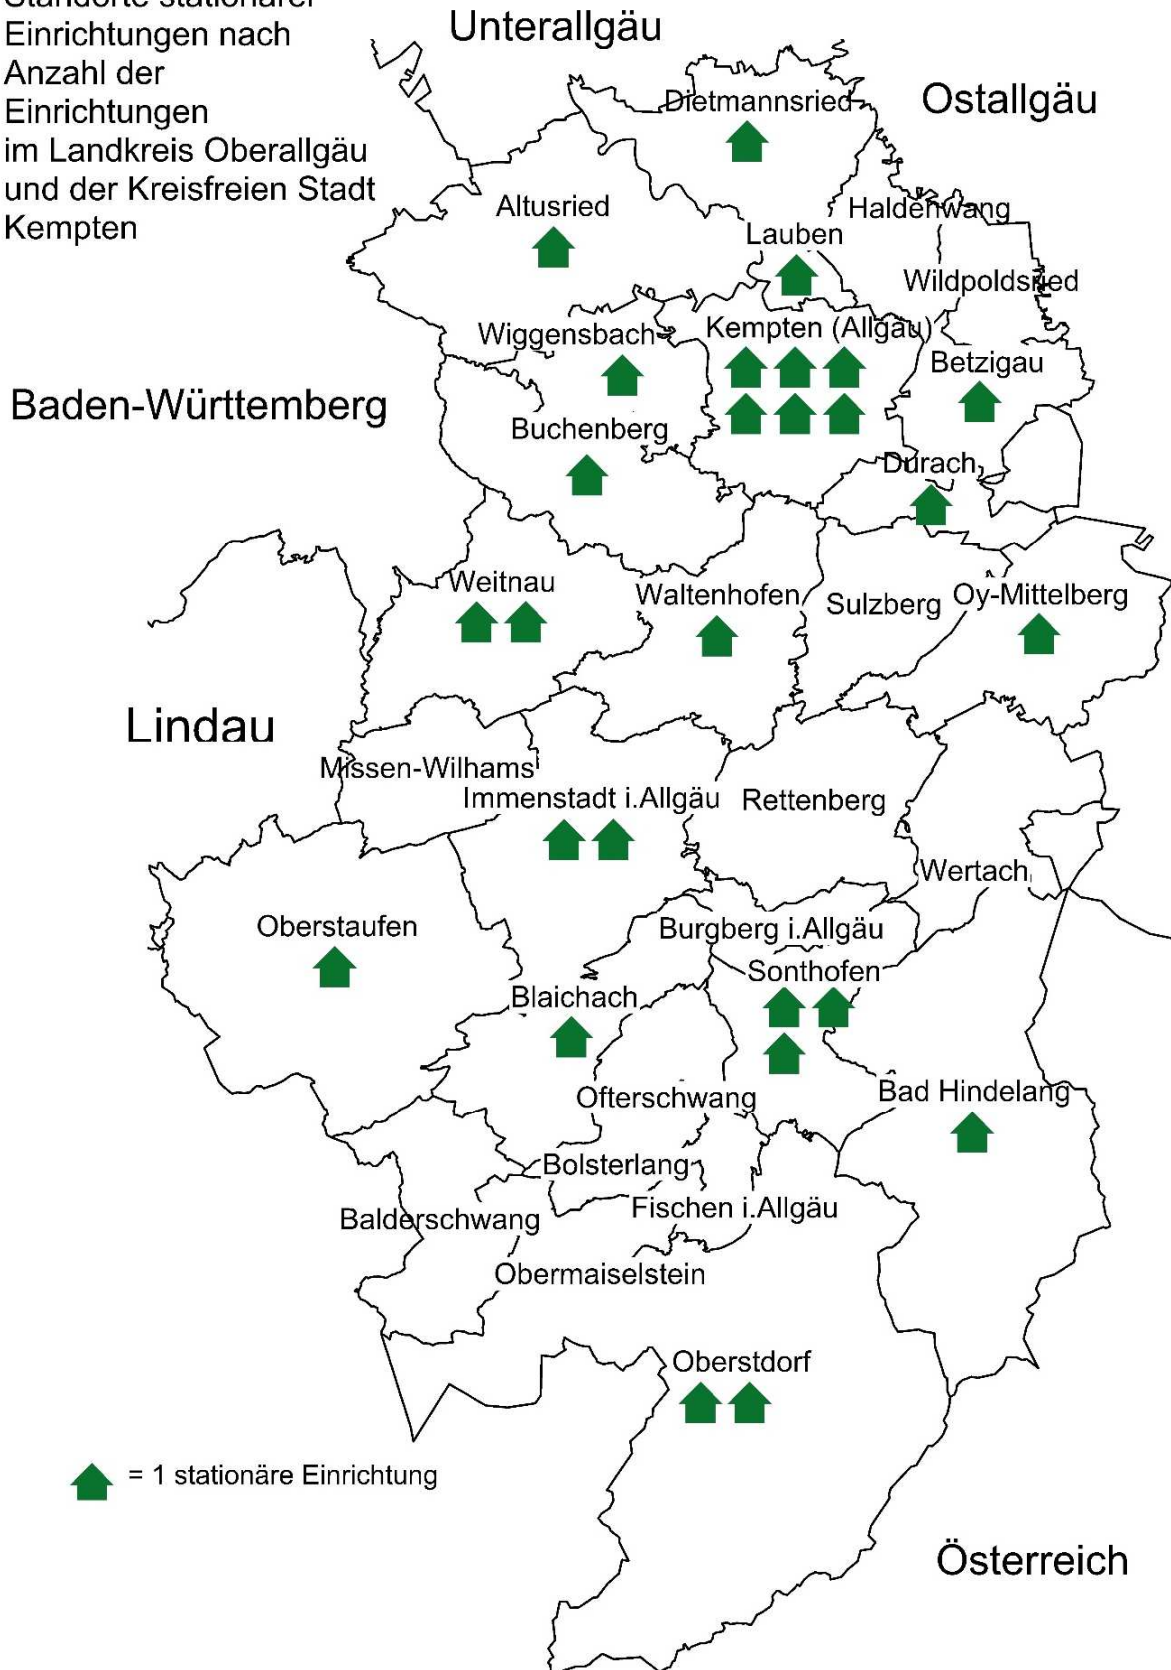 Standorte stationärer
Einrichtungen nach
Anzahl der
Einrichtungen
im Landkreis Oberallgäu
und der Kreisfreien Stadt
Kempten
Unterallgäu
Ostallgäu
Dietmannsried
Altusried
Haldenwang
Lauben
Wildpoldsried
Wiggensbach
Kempten (Allgäu)
Betzigau
Baden-Württemberg
Buchenberg
Durach
Weitnau
Waltenhofen
Sulzberg
Oy-Mittelberg
Lindau
Missen-Wilhams
Immenstadt i.Allgäu
Rettenberg
Wertach
Oberstaufen
Burgberg i.Allgäu
Sonthofen
Blaichach
Ofterschwang
Bad Hindelang
Bolsterlang
Balderschwang
Fischen i.Allgäu
Obermaiselstein
Oberstdorf
= 1 stationäre Einrichtung
Österreich